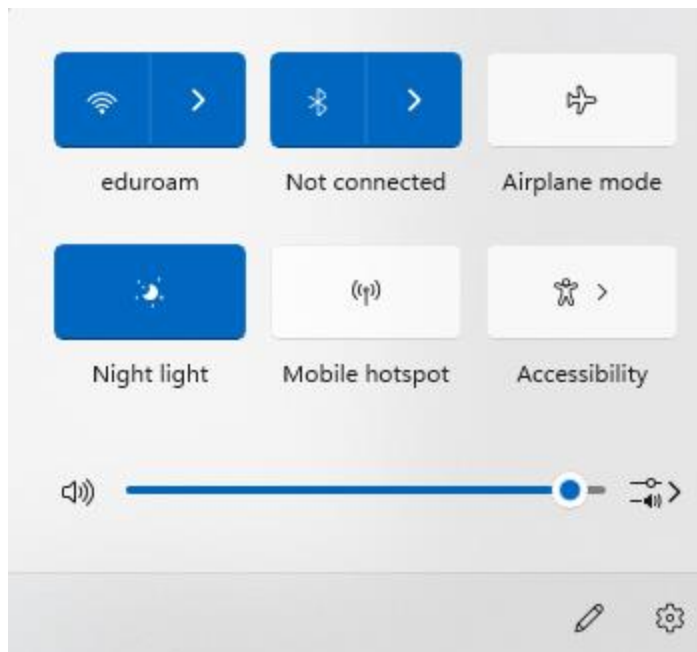 eduroam
Not connected
Airplane mode
Night light
Mobile hotspot
Accessibility